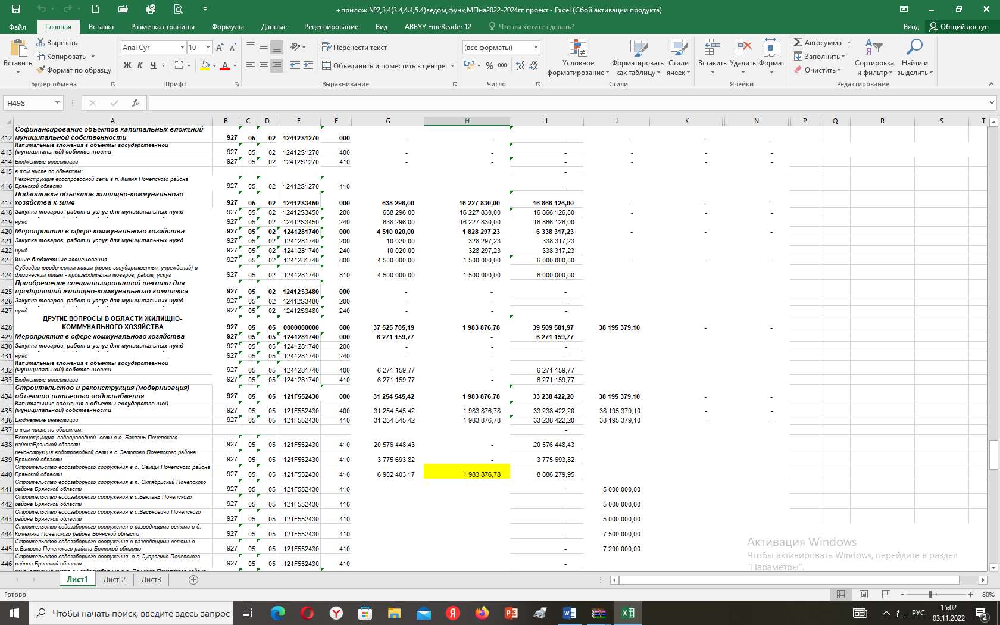 +прилож.№2,3,4(3.4,4.4,5.4)ведом,функ,МПна2022-2024гг проект - Excel (Сбой активации продукта)
Файл Главная Вставка Разметка страницы Формулы Данные Рецензирование Вид ABBYY FineReader 12 Что вы хотите сделать? Вход Общий доступ
Вставить Вырезать Копировать Формат по образцу
Arial Cyr 10 Ж К Ч
Перенести текст
Объединить и поместить в центре
(все форматы) % 000
Условное форматирование Форматировать как таблицу Стили ячеек
Вставить Удалить Формат
Автосумма Заполнить Очистить
Сортировка и фильтр Найти и выделить
Буфер обмена Шрифт Выравнивание Число Стили Ячейки Редактирование
H498 fx
A B C D E F G H I J K N P Q R S T
Софинансирование объектов капитальных вложений
412 муниципальной собственности 927 05 02 12412S1270 000 - - - - - -
Капитальные вложения в объекты государственной
413 (муниципальной) собственности 927 05 02 12412S1270 400 - - - - - -
414 Бюджетные инвестиции 927 05 02 12412S1270 410 - - - - - -
415 в том числе по объектам: -
Реконструкция водопроводной сети в п.Житня Почепского района
416 Брянской области 927 05 02 12412S1270 410 -
Подготовка объектов жилищно-коммунального
417 хозяйства к зиме 927 05 02 12412S3450 000 638 296,00 16 227 830,00 16 866 126,00 - - -
418 Закупка товаров, работ и услуг для муниципальных нужд 927 05 02 12412S3450 200 638 296,00 16 227 830,00 16 866 126,00 - - -
419 нужд 927 05 02 12412S3450 240 638 296,00 16 227 830,00 16 866 126,00
420 Мероприятия в сфере коммунального хозяйства 927 05 02 1241281740 000 4 510 020,00 1 828 297,23 6 338 317,23 - - -
421 Закупка товаров, работ и услуг для муниципальных нужд 927 05 02 1241281740 200 10 020,00 328 297,23 338 317,23
422 нужд 927 05 02 1241281740 240 10 020,00 328 297,23 338 317,23
423 Иные бюджетные ассигнования 927 05 02 1241281740 800 4 500 000,00 1 500 000,00 6 000 000,00 - - -
Субсидии юридическим лицам (кроме государственных учреждений) и
424 физическим лицам - производителям товаров, работ, услуг 927 05 02 1241281740 810 4 500 000,00 1 500 000,00 6 000 000,00
Приобретение специализированной техники для
425 предприятий жилищно-коммунального комплекса 927 05 02 12412S3480 000 - - -
426 Закупка товаров, работ и услуг для муниципальных нужд 927 05 02 12412S3480 200 - - -
427 нужд 927 05 02 12412S3480 240 - - -
ДРУГИЕ ВОПРОСЫ В ОБЛАСТИ ЖИЛИЩНО-
428 КОММУНАЛЬНОГО ХОЗЯЙСТВА 927 05 05 0000000000 000 37 525 705,19 1 983 876,78 39 509 581,97 38 195 379,10 - -
429 Мероприятия в сфере коммунального хозяйства 927 05 05 1241281740 000 6 271 159,77 - 6 271 159,77
430 Закупка товаров, работ и услуг для муниципальных нужд 927 05 05 1241281740 200 - - -
431 нужд 927 05 05 1241281740 240 - - -
Капитальные вложения в объекты государственной
432 (муниципальной) собственности 927 05 05 1241281740 400 6 271 159,77 - 6 271 159,77
433 Бюджетные инвестиции 927 05 05 1241281740 410 6 271 159,77 - 6 271 159,77
Строительство и реконструкция (модернизация)
434 объектов питьевого водоснабжения 927 05 05 121F552430 000 31 254 545,42 1 983 876,78 33 238 422,20 38 195 379,10 - -
Капитальные вложения в объекты государственной
435 (муниципальной) собственности 927 05 05 121F552430 400 31 254 545,42 1 983 876,78 33 238 422,20 38 195 379,10 - -
436 Бюджетные инвестиции 927 05 05 121F552430 410 31 254 545,42 1 983 876,78 33 238 422,20 38 195 379,10 - -
437 в том числе по объектам: -
Реконструкция водопроводной сети в с. Баклань Почепского
438 районаБрянской области 927 05 05 121F552430 410 20 576 448,43 - 20 576 448,43
реконструкция водопроводной сети в с.Сетолово Почепского района
439 Брянской области 927 05 05 121F552430 410 3 775 693,82 - 3 775 693,82
Строительство водозаборного сооружения в с. Семцы Почепского района
440 Брянской области 927 05 05 121F552430 410 6 902 403,17 1 983 876,78 8 886 279,95
Строительство водозаборного сооружения в п. Октябрьский Почепского
441 района Брянской области 927 05 05 121F552430 410 - 5 000 000,00
Строительство водозаборного сооружения в с.Баклань Почепского
442 района Брянской области 927 05 05 121F552430 410 - 5 000 000,00
Строительство водозаборного сооружения в с.Васьковичи Почепского
443 района Брянской области 927 05 05 121F552430 410 - 5 000 000,00
Строительство водозаборного сооружения с разводящими сетями в д.
444 Кожемяки Почепского района Брянской области 927 05 05 121F552430 410 - 7 500 000,00
Строительство водозаборного сооружения с разводящими сетями в
445 с.Витовка Почепского района Брянской области 927 05 05 121F552430 410 - 7 200 000,00
Строительство водозаборного сооружения в с.Супрягино Почепского
446 района Брянской области 927 05 05 121F552430 410 -
Активация Windows
Чтобы активировать Windows, перейдите в раздел
"Параметры".
Лист1 Лист 2 Лист3
Готово 80%
Чтобы начать поиск, введите здесь запрос
РУС 15:02
03.11.2022 2